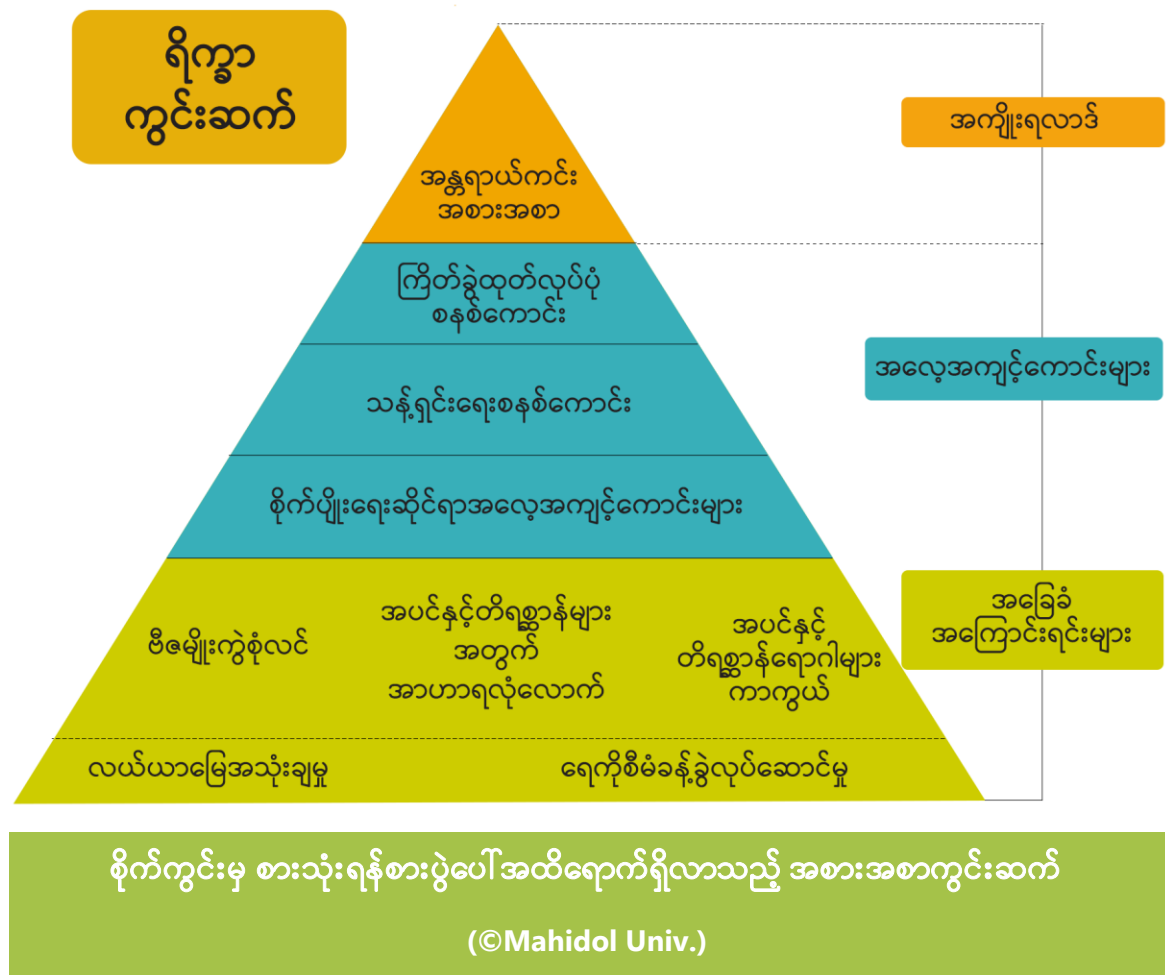 ရိက္ခာ
ကွင်းဆက်
အန္တရာယ်ကင်း
အစားအစာ
ကြိတ်ခွဲထုတ်လုပ်ပုံ
စနစ်ကောင်း
သန့်ရှင်းရေးစနစ်ကောင်း
စိုက်ပျိုးရေးဆိုင်ရာအလေ့အကျင့်ကောင်းများ
ဗီဇမျိုးကွဲစုံလင်
အပင်နှင့်တိရစ္ဆာန်များ
အတွက်
အာဟာရလုံလောက်
အပင်နှင့်
တိရစ္ဆာန်ရောဂါများ
ကာကွယ်
လယ်ယာမြေအသုံးချမှု
ရေကိုစီမံခန့်ခွဲလုပ်ဆောင်မှု
အကျိုးရလာဒ်
အလေ့အကျင့်ကောင်းများ
အခြေခံ
အကြောင်းရင်းများ
စိုက်ကွင်းမှ စားသုံးရန်စားပွဲပေါ်အထိရောက်ရှိလာသည့် အစားအစာကွင်းဆက်
(©Mahidol Univ.)